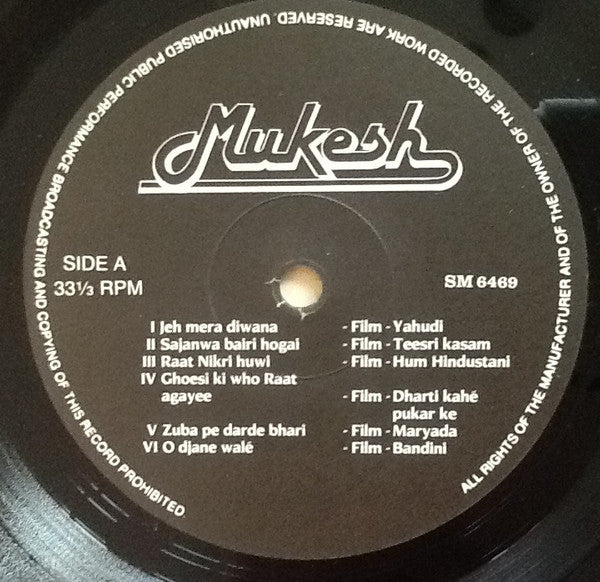 ALL RIGHTS OF THE MANUFACTURER AND OF THE OWNER OF THE RECORDED WORK ARE RESERVED. UNAUTHORISED PUBLIC PERFORMANCE BROADCASTING AND COPYING OF THIS RECORD PROHIBITED.
Mukesh
SIDE A
33⅓ RPM
SM 6469
I Jeh mera diwana - Film - Yahudi
II Sajanwa bairi hogai - Film - Teesri kasam
III Raat Nikri huwi - Film - Hum Hindustani
IV Ghoesi ki who Raat
agayee - Film - Dharti kahé
pukar ke
V Zuba pe darde bhari - Film - Maryada
VI O djane walé - Film - Bandini